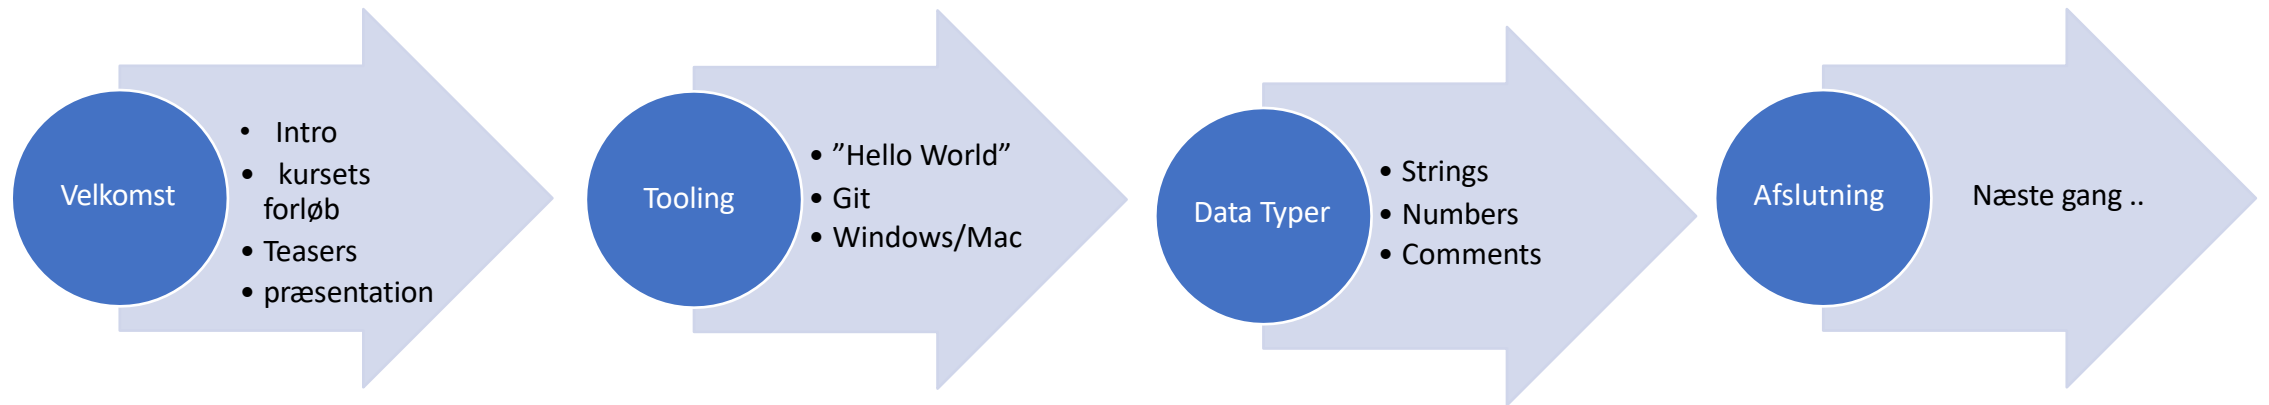 Velkomst
• Intro
• kursets
forløb
• Teasers
• præsentation
Tooling
• ”Hello World”
• Git
• Windows/Mac
Data Typer
• Strings
• Numbers
• Comments
Afslutning
Næste gang ..